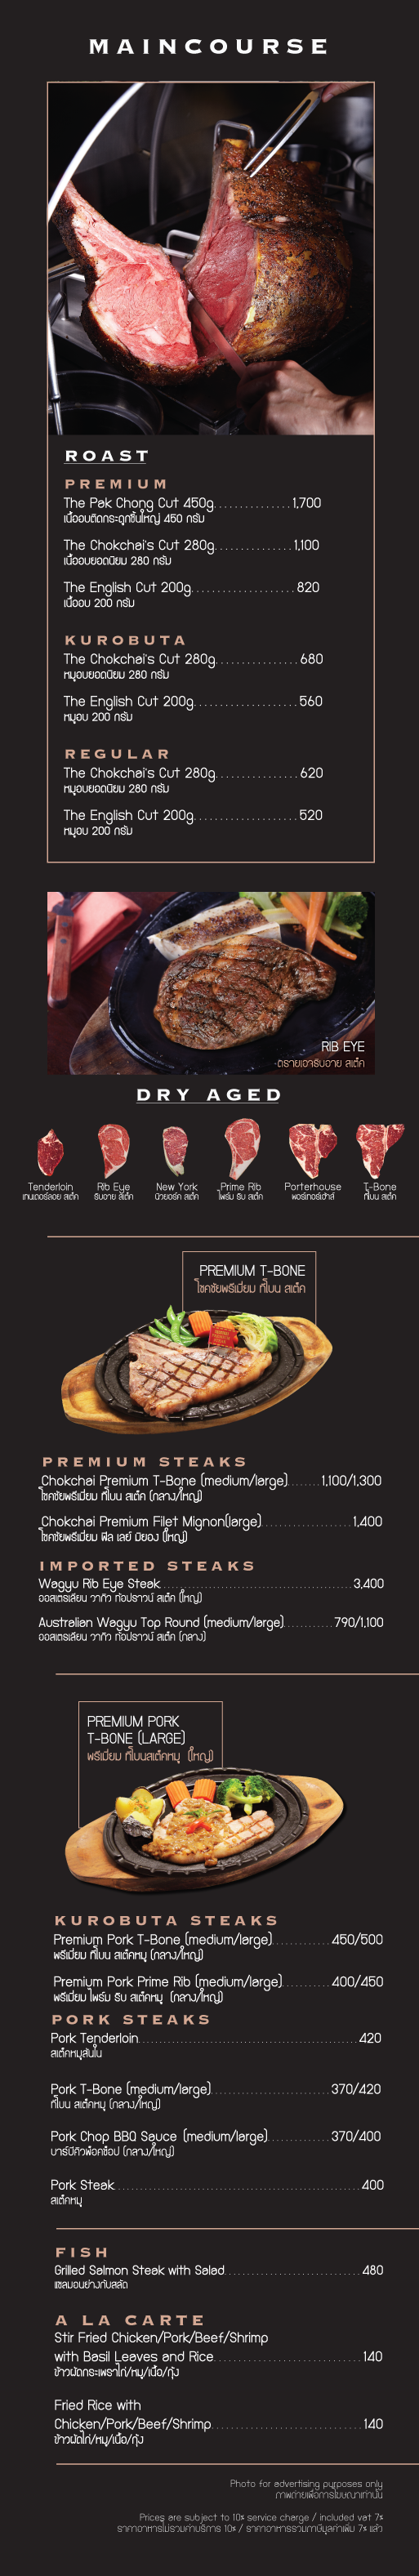 MAINCOURSE
ROAST
PREMIUM
The Pak Chong Cut 450g...............1,700
เนื้ออบติดกระดูกชิ้นใหญ่ 450 กรัม
The Chokchai's Cut 280g...............1,100
เนื้ออบยอดนิยม 280 กรัม
The English Cut 200g....................820
เนื้ออบ 200 กรัม
KUROBUTA
The Chokchai's Cut 280g................680
หมูอบยอดนิยม 280 กรัม
The English Cut 200g....................560
หมูอบ 200 กรัม
REGULAR
The Chokchai's Cut 280g................620
หมูอบยอดนิยม 280 กรัม
The English Cut 200g....................520
หมูอบ 200 กรัม
RIB EYE
ดรายเอจริบอาย สเต็ค
DRY AGED
Tenderloin Rib Eye New York Prime Rib Porterhouse T-Bone
เทนเดอร์ลอย สเต็ค ริบอาย สเต็ค นิวยอร์ค สเต็ค ไพร์ม ริบ สเต็ค พอร์เทอร์เฮ้าส์ ทีโบน สเต็ค
PREMIUM T-BONE
โชคชัยพรีเมี่ยม ทีโบน สเต็ค
PREMIUM STEAKS
Chokchai Premium T-Bone (medium/large).......1,100/1,300
โชคชัยพรีเมี่ยม ทีโบน สเต็ค (กลาง/ใหญ่)
Chokchai Premium Filet Mignon(large)....................1,400
โชคชัยพรีเมี่ยม ฟิล เลย์ มิยอง (ใหญ่)
IMPORTED STEAKS
Wagyu Rib Eye Steak..........................................3,400
ออสเตรเลียน วากิว ริบอาย สเต็ค (ใหญ่)
Australian Wagyu Top Round (medium/large)...........790/1,100
ออสเตรเลียน วากิว ท้อปราวน์ สเต็ค (กลาง)
PREMIUM PORK
T-BONE (LARGE)
พรีเมี่ยม ทีโบนสเต็คหมู (ใหญ่)
KUROBUTA STEAKS
Premium Pork T-Bone (medium/large)............450/500
พรีเมี่ยม ทีโบน สเต็คหมู (กลาง/ใหญ่)
Premium Pork Prime Rib (medium/large)..........400/450
พรีเมี่ยม ไพร์ม ริบ สเต็คหมู (กลาง/ใหญ่)
PORK STEAKS
Pork Tenderloin..............................................420
สเต็คหมูสันใน
Pork T-Bone (medium/large).........................370/420
ทีโบน สเต็คหมู (กลาง/ใหญ่)
Pork Chop BBQ Sauce (medium/large).............370/400
บาร์บีคิวพ๊อคช็อป (กลาง/ใหญ่)
Pork Steak....................................................400
สเต็คหมู
FISH
Grilled Salmon Steak with Salad............................480
แซลมอนย่างกับสลัด
A LA CARTE
Stir Fried Chicken/Pork/Beef/Shrimp
with Basil Leaves and Rice................................140
ข้าวผัดกระเพราไก่/หมู/เนื้อ/กุ้ง
Fried Rice with
Chicken/Pork/Beef/Shrimp................................140
ข้าวผัดไก่/หมู/เนื้อ/กุ้ง
Photo for advertising purposes only
ภาพถ่ายเพื่อการโฆษณาเท่านั้น
Prices are subject to 10% service charge / included vat 7%
ราคาอาหารไม่รวมค่าบริการ 10% / ราคาอาหารรวมภาษีมูลค่าเพิ่ม 7% แล้ว